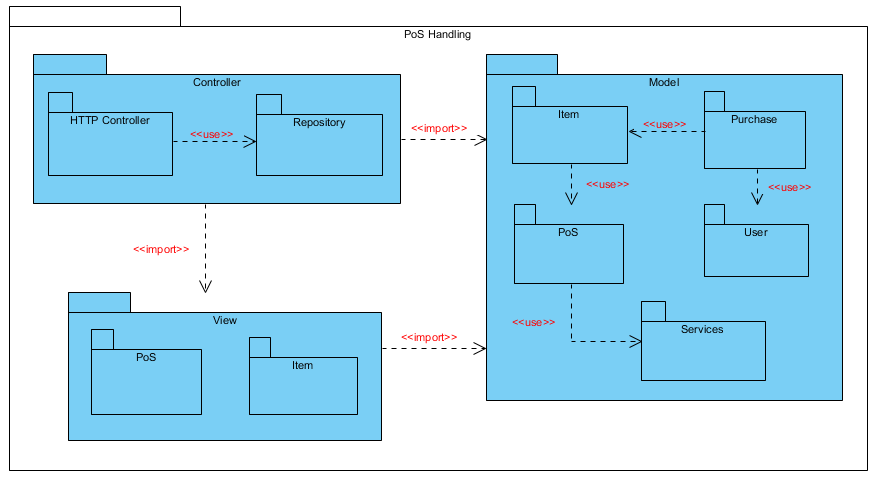 PoS Handling
Controller
HTTP Controller
<<use>>
Repository
<<import>>
Model
Item
<<use>>
Purchase
<<use>>
<<use>>
PoS
User
<<use>>
Services
<<import>>
View
PoS
Item
<<import>>